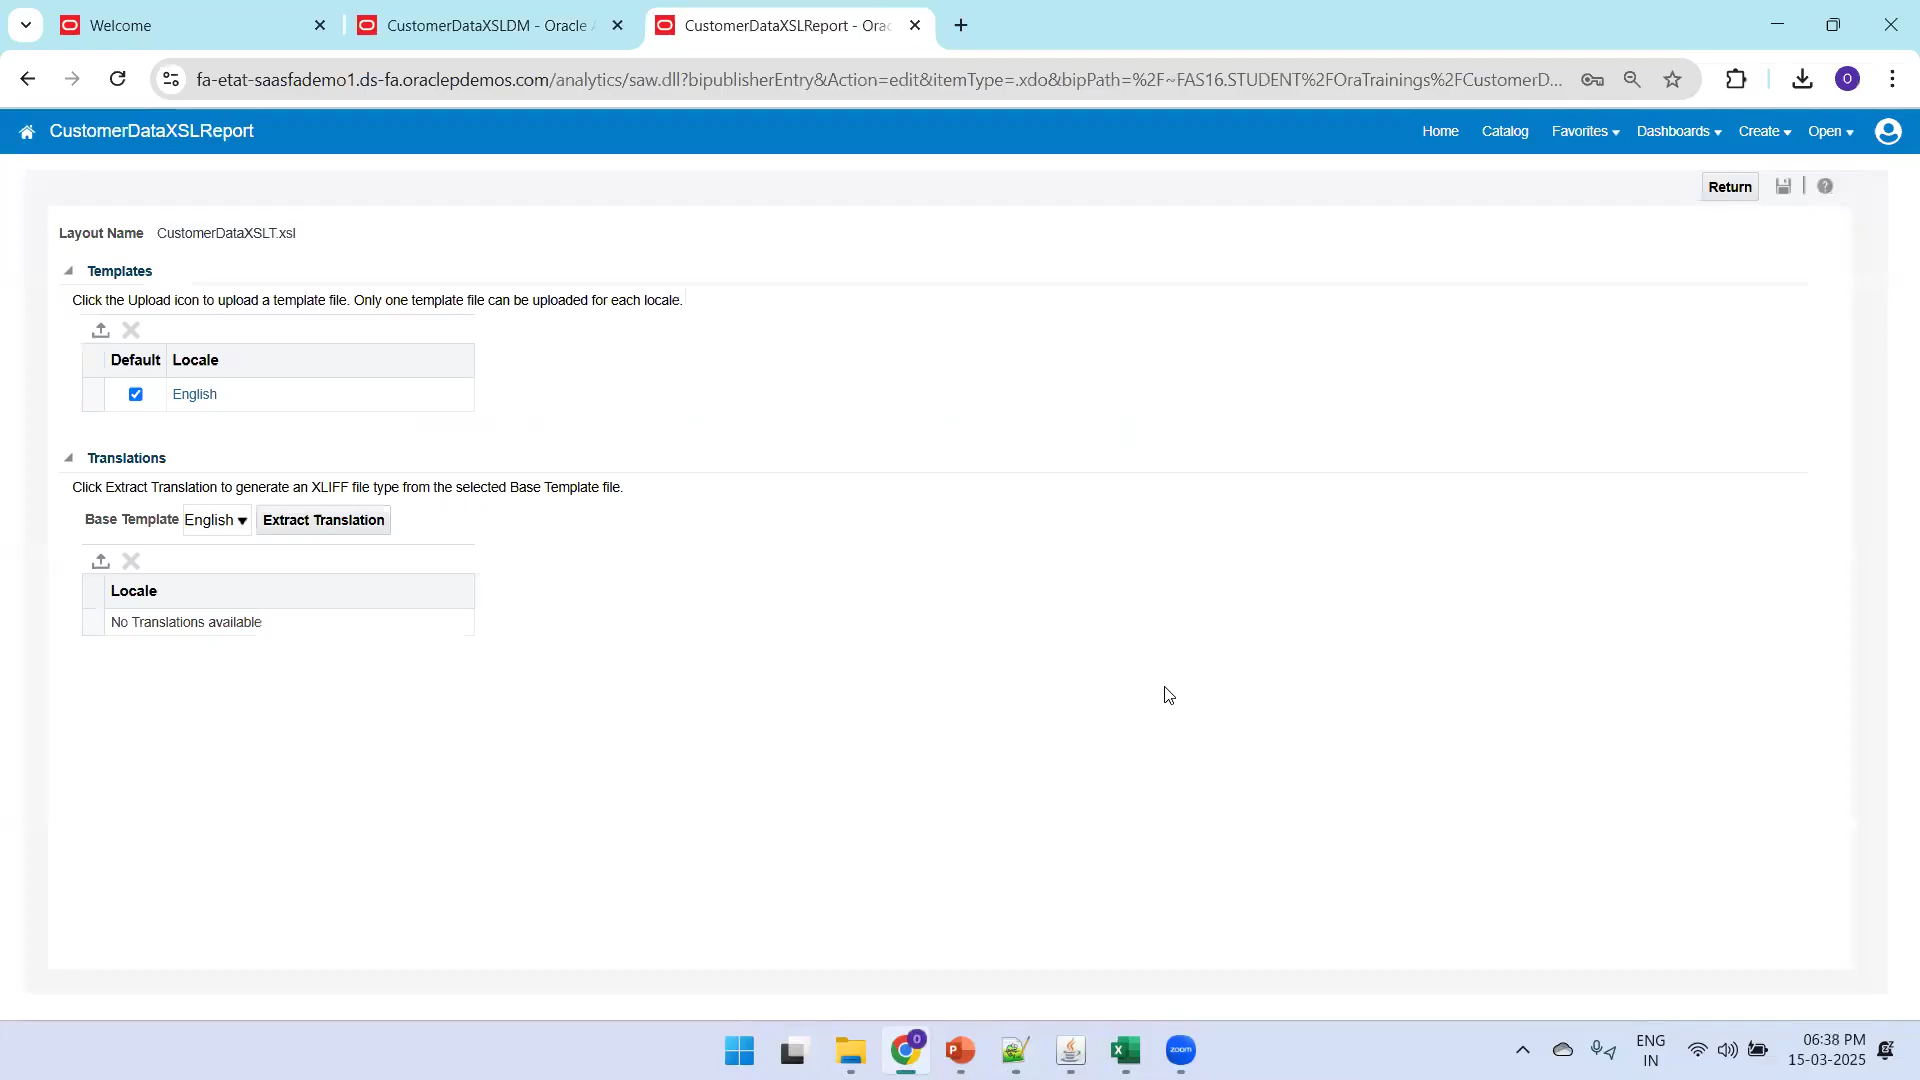 Welcome
CustomerDataXSLDM - Oracle
CustomerDataXSLReport - Orac
fa-etat-saasfademo1.ds-fa.oraclepdemos.com/analytics/saw.dll?bipublisherEntry&Action=edit&itemType=.xdo&bipPath=%2F~FAS16.STUDENT%2FOraTrainings%2FCustomerD...
O
CustomerDataXSLReport
Home Catalog Favorites Dashboards Create Open
Return
Layout Name CustomerDataXSLT.xsl
Templates
Click the Upload icon to upload a template file. Only one template file can be uploaded for each locale.
Default Locale
English
Translations
Click Extract Translation to generate an XLIFF file type from the selected Base Template file.
Base Template English Extract Translation
Locale
No Translations available
zoom
ENG
IN
06:38 PM
15-03-2025